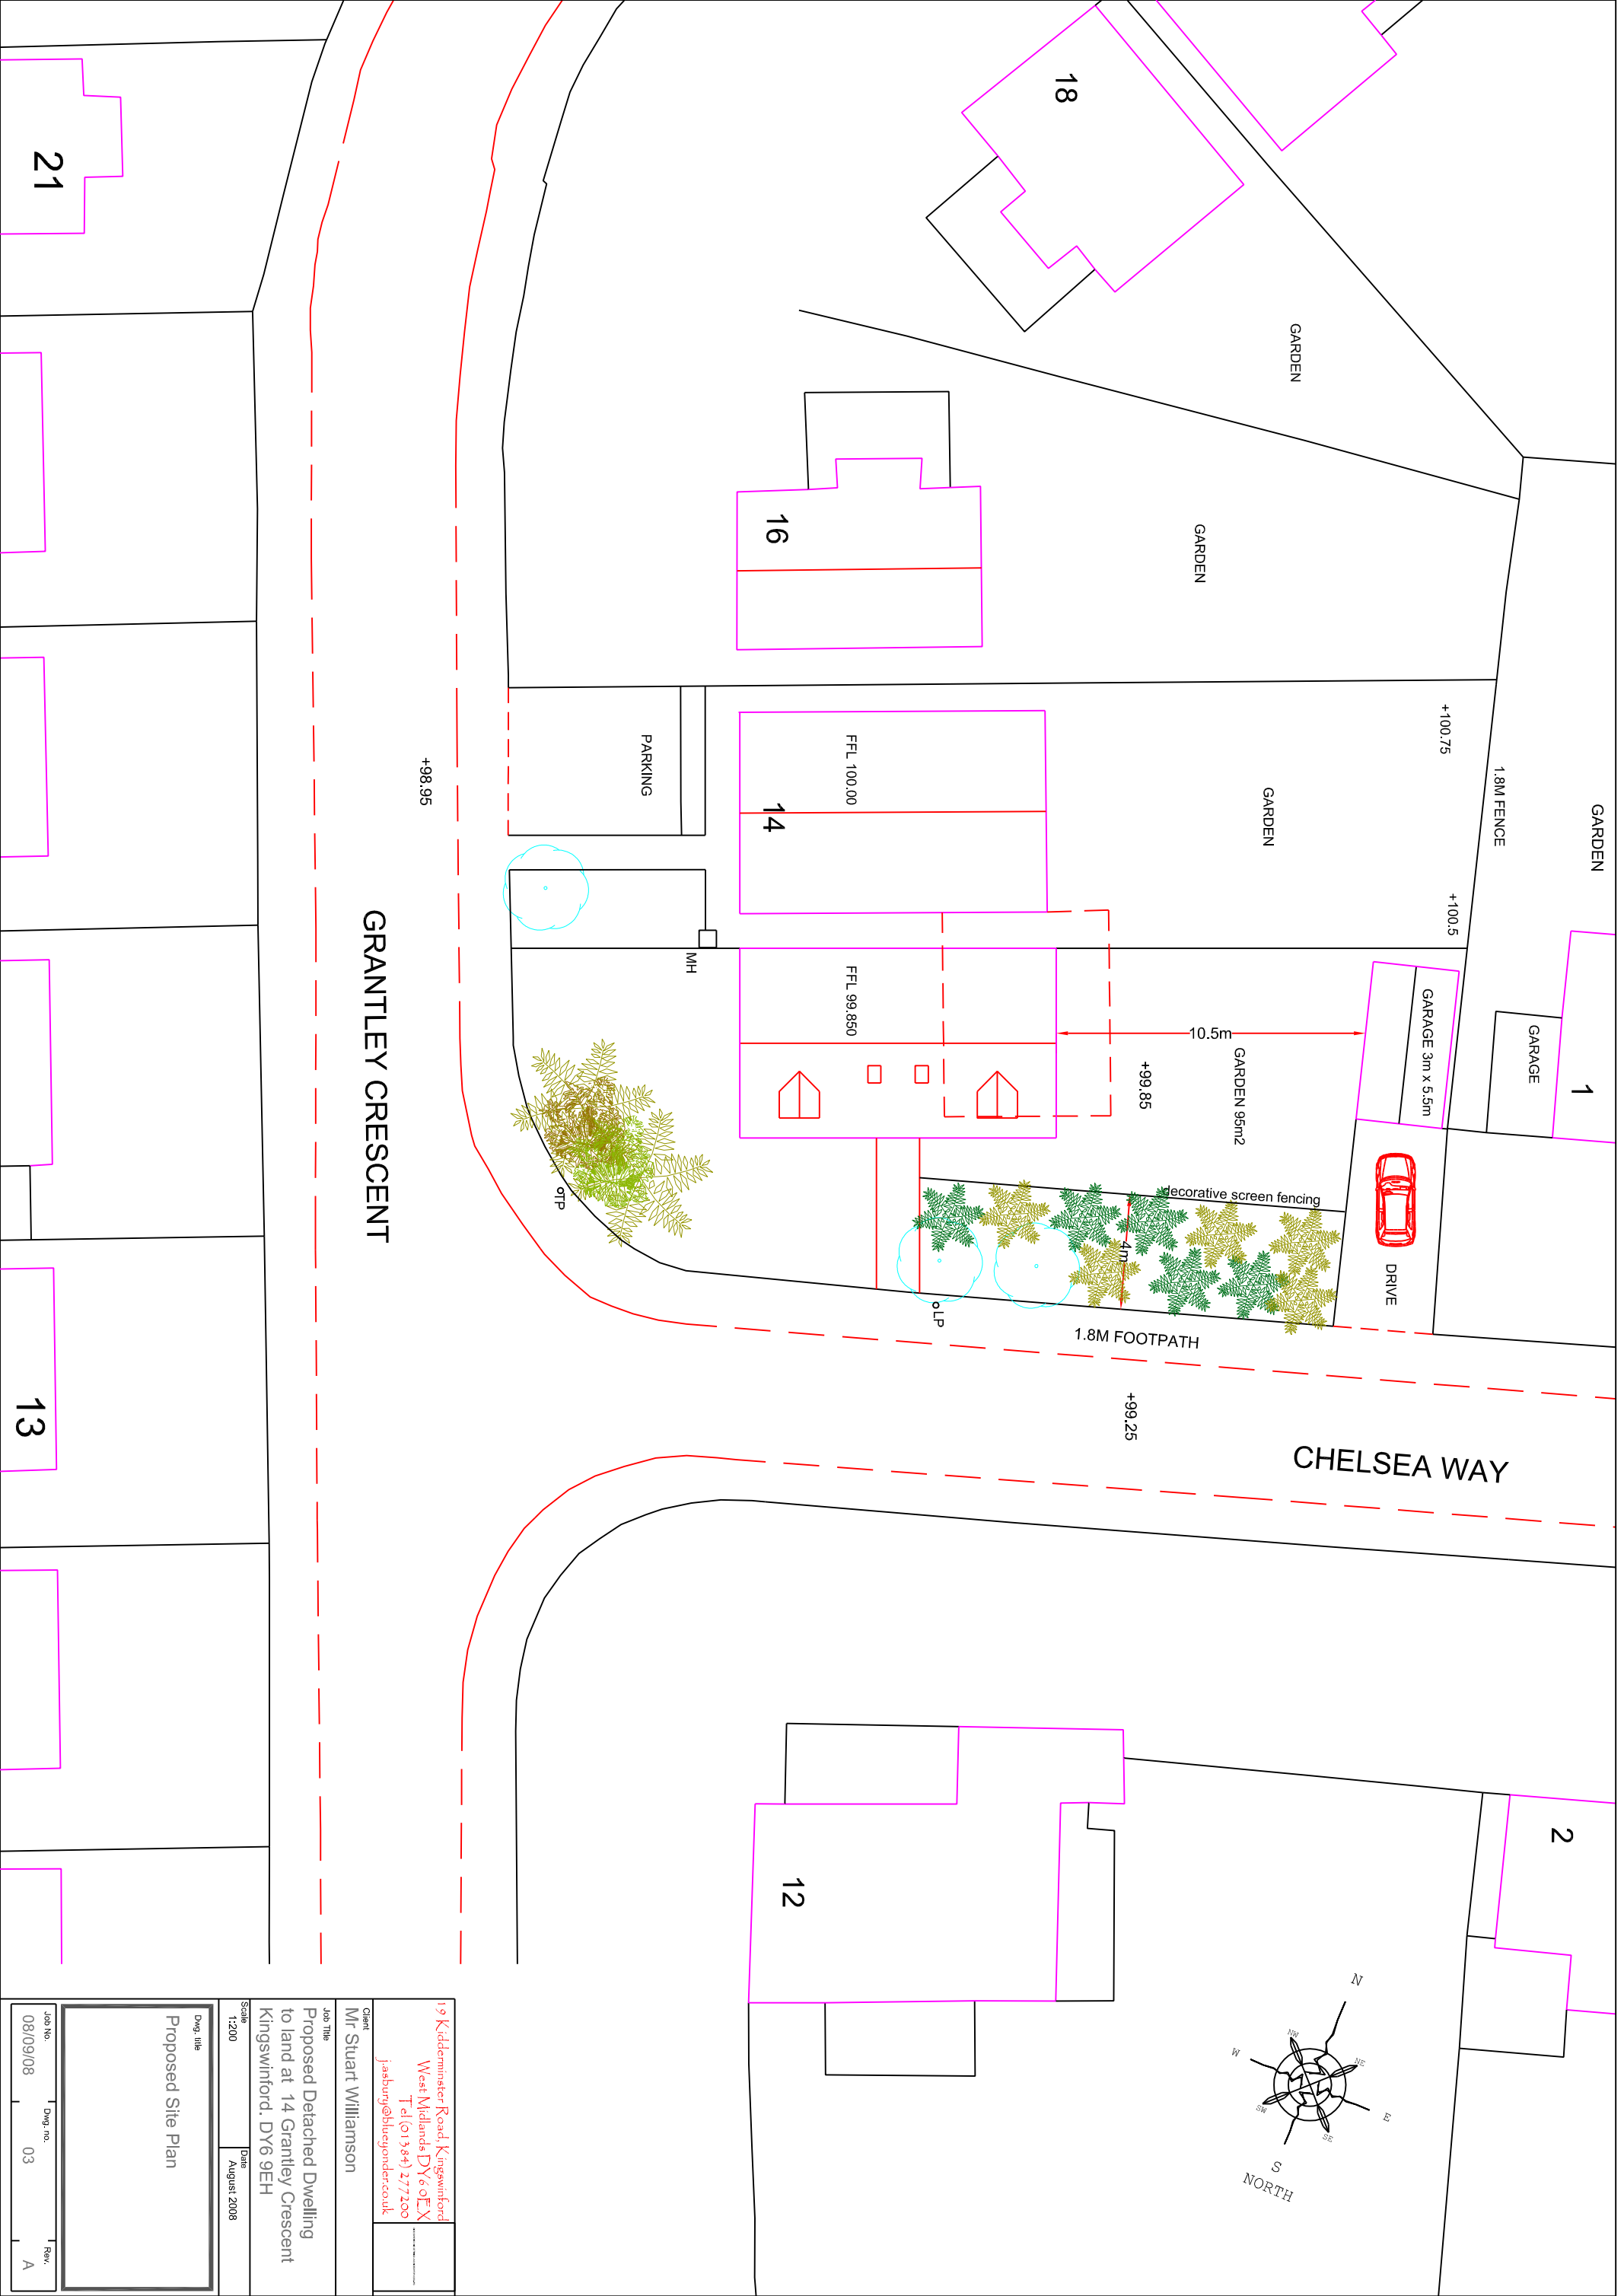 21
18
GARDEN
16
GARDEN
PARKING
FFL 100.00
14
GARDEN
+100.75
1.8M FENCE
GARDEN
+98.95
+100.5
MH
FFL 99.850
10.5m
GARDEN 95m2
+99.85
GARAGE 3m x 5.5m
GARAGE
1
GRANTLEY CRESCENT
TP
decorative screen fencing
4m
DRIVE
LP
1.8M FOOTPATH
+99.25
CHELSEA WAY
13
12
2
N
NE
E
SE
S
SW
W
NW
NORTH
19 Kidderminster Road, Kingswinford
West Midlands DY6 0EX
Tel (01384) 277200
j.asbury@blueyonder.co.uk
Client
Mr Stuart Williamson
Job Title
Proposed Detached Dwelling
to land at 14 Grantley Crescent
Kingswinford. DY6 9EH
Scale
1:200
Date
August 2008
Dwg. title
Proposed Site Plan
Job No.
08/09/08
Dwg. no.
03
Rev.
A